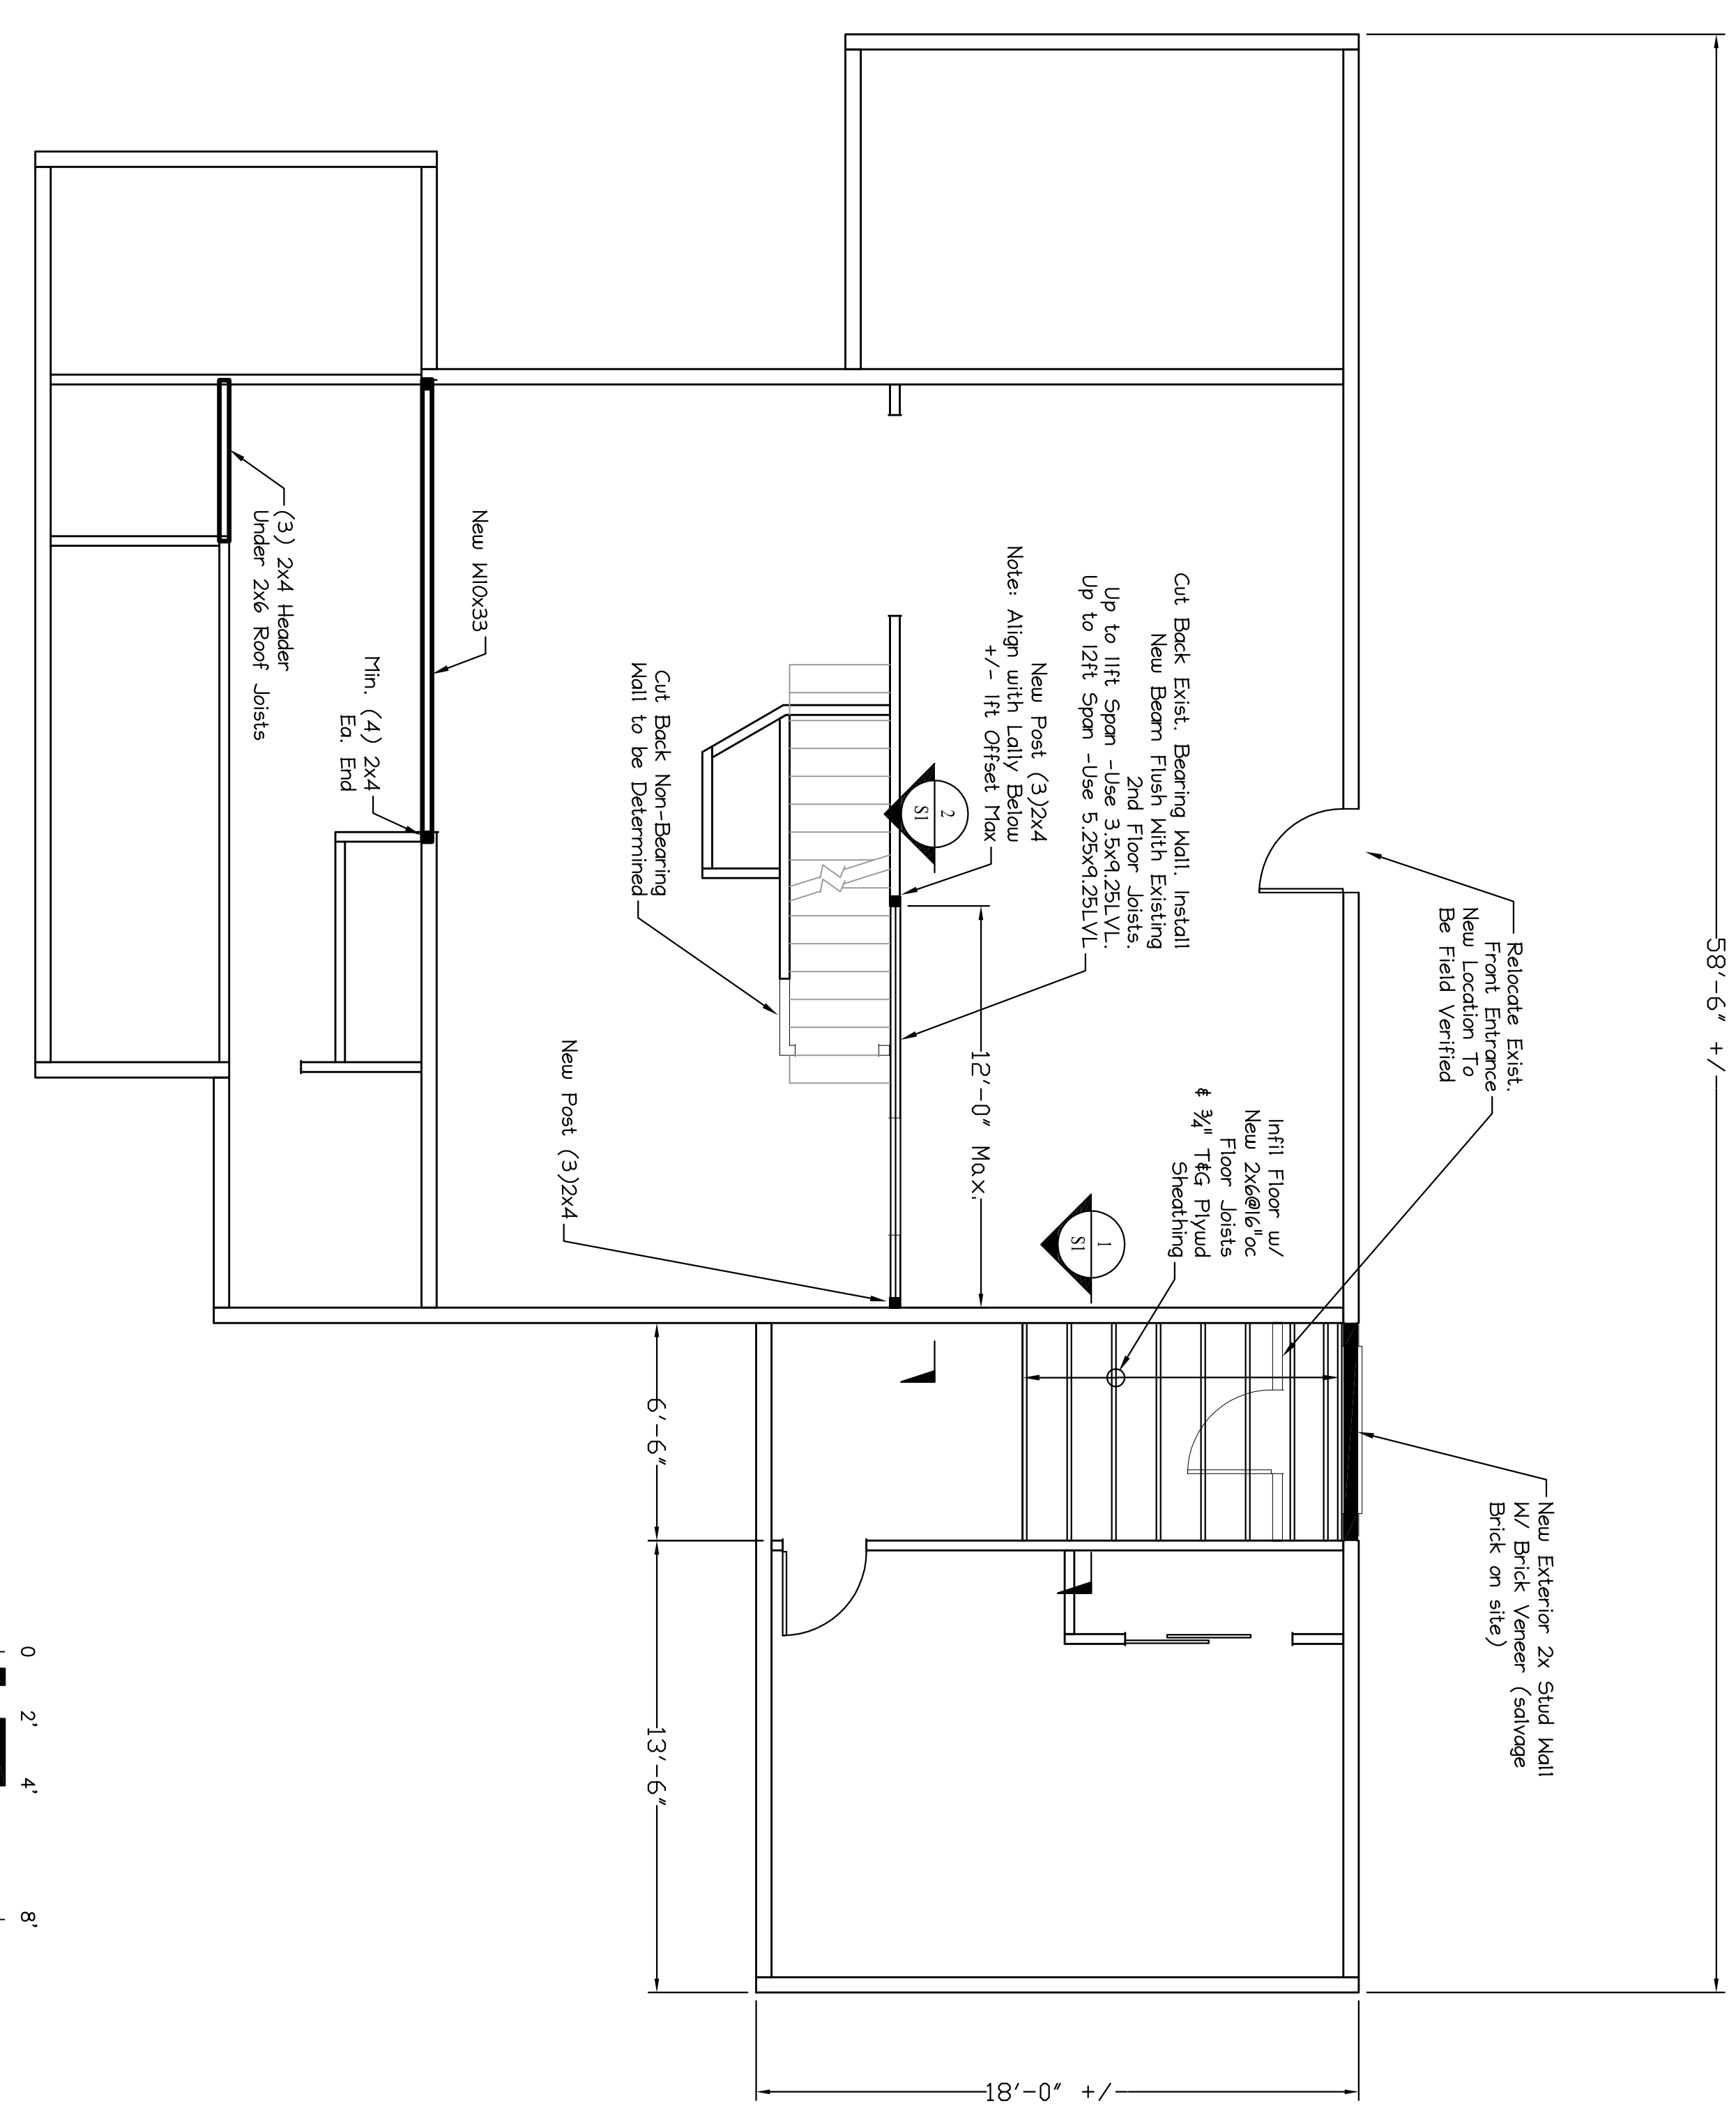 58'-6" +/-
Relocate Exist.
Front Entrance
New Location To
Be Field Verified
New Exterior 2x Stud Wall
W/ Brick Veneer (salvage
Brick on site)
Infil Floor w/
New 2x6@16"oc
Floor Joists
& 3/4" T&G Plywd
Sheathing
Cut Back Exist. Bearing Wall. Install
New Beam Flush With Existing
2nd Floor Joists.
Up to 11ft Span -Use 3.5x9.25LVL.
Up to 12ft Span -Use 5.25x9.25LVL
New Post (3)2x4
Note: Align with Lally Below
+/- 1ft Offset Max
1
S1
2
S1
12'-0" Max.
Cut Back Non-Bearing
Wall to be Determined
New Post (3)2x4
6'-6"
13'-6"
18'-0" +/-
New W10x33
Min. (4) 2x4
Ea. End
(3) 2x4 Header
Under 2x6 Roof Joists
0 2' 4' 8'